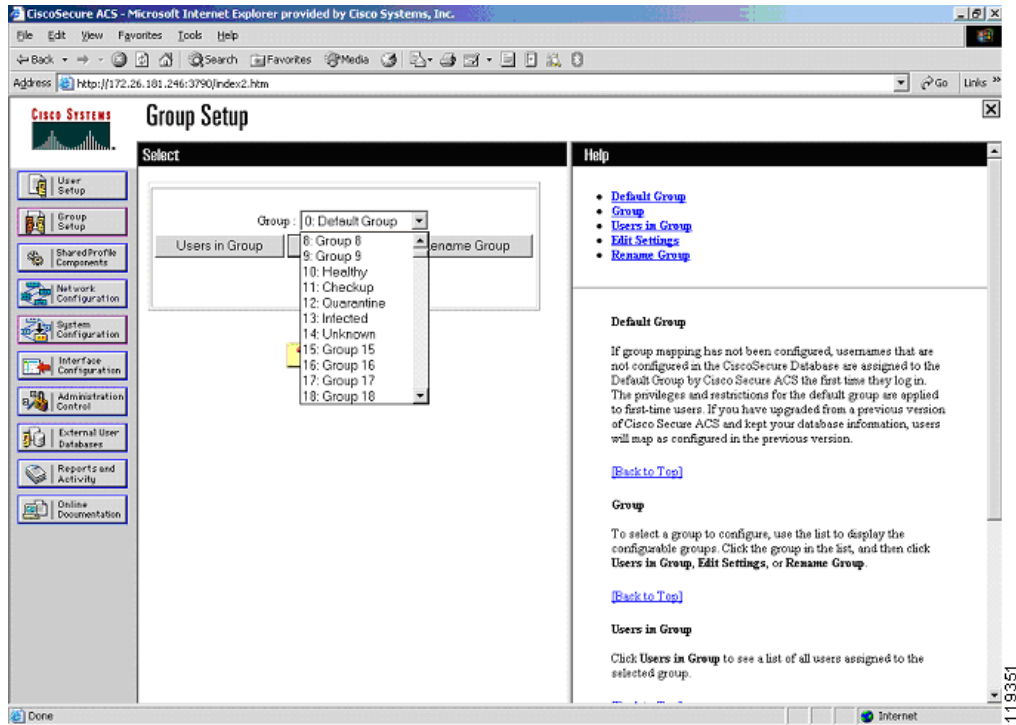 CiscoSecure ACS - Microsoft Internet Explorer provided by Cisco Systems, Inc.
File Edit View Favorites Tools Help
Back Search Favorites Media
Address http://172.26.181.246:3790/index2.htm Go Links »
CISCO SYSTEMS
Group Setup
User Setup
Group Setup
Shared Profile Components
Network Configuration
System Configuration
Interface Configuration
Administration Control
External User Databases
Reports and Activity
Online Documentation
Select
Group : 0: Default Group
Users in Group ename Group
8: Group 8
9: Group 9
10: Healthy
11: Checkup
12: Quarantine
13: Infected
14: Unknown
15: Group 15
16: Group 16
17: Group 17
18: Group 18
Help
• Default Group
• Group
• Users in Group
• Edit Settings
• Rename Group
Default Group
If group mapping has not been configured, usernames that are
not configured in the CiscoSecure Database are assigned to the
Default Group by Cisco Secure ACS the first time they log in.
The privileges and restrictions for the default group are applied
to first-time users. If you have upgraded from a previous version
of Cisco Secure ACS and kept your database information, users
will map as configured in the previous version.
[Back to Top]
Group
To select a group to configure, use the list to display the
configurable groups. Click the group in the list, and then click
Users in Group, Edit Settings, or Rename Group.
[Back to Top]
Users in Group
Click Users in Group to see a list of all users assigned to the
selected group.
Done Internet
119351